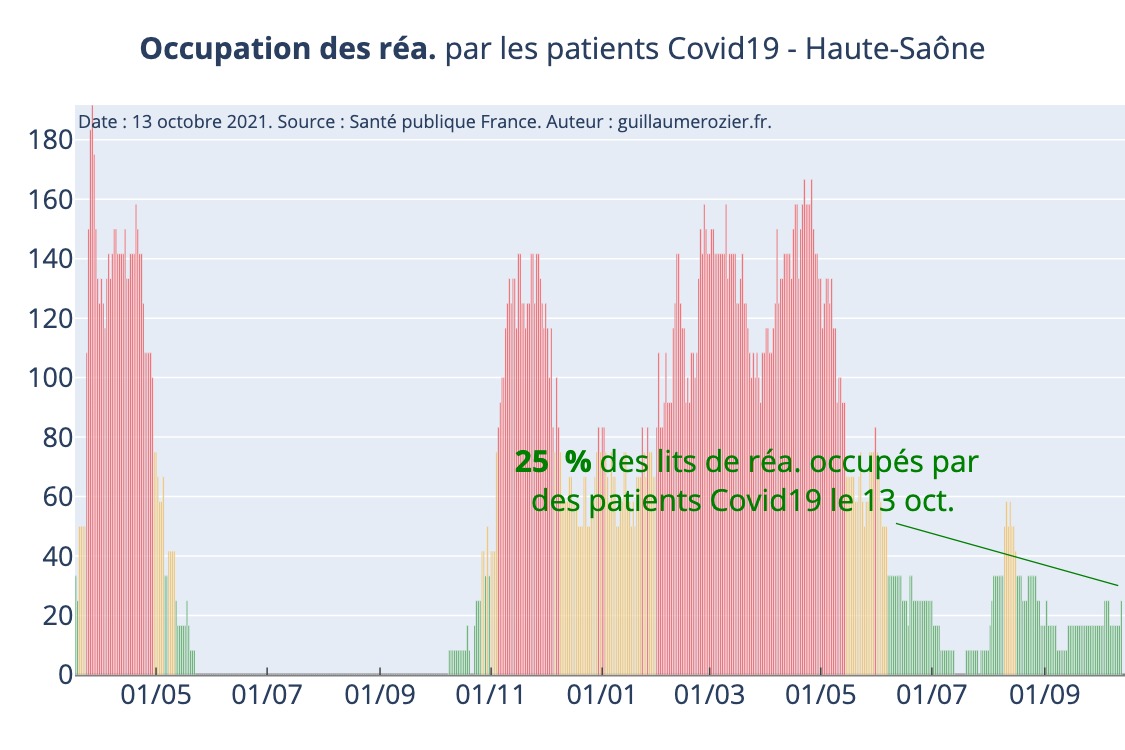 Occupation des réa. par les patients Covid19 - Haute-Saône
Date : 13 octobre 2021. Source : Santé publique France. Auteur : guillaumerozier.fr.
180
160
140
120
100
80
60
40
20
0
25 % des lits de réa. occupés par
des patients Covid19 le 13 oct.
01/05 01/07 01/09 01/11 01/01 01/03 01/05 01/07 01/09